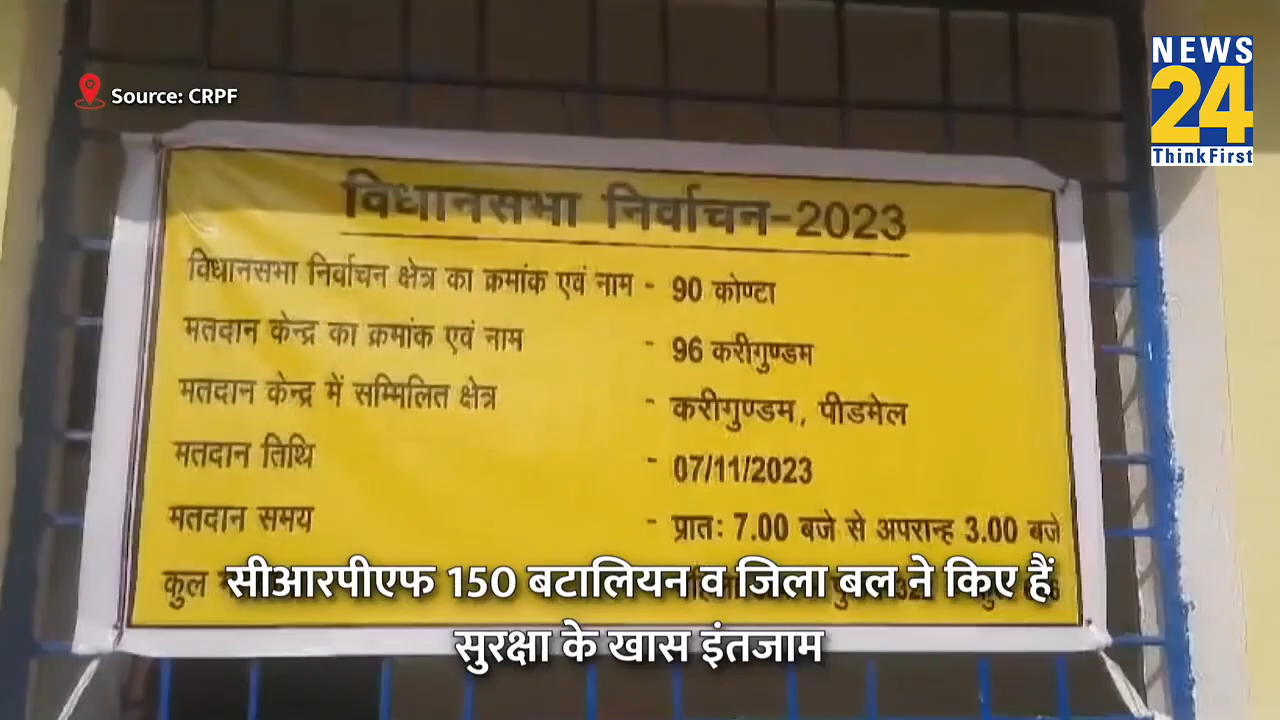 Source: CRPF
NEWS
24
ThinkFirst
विधानसभा निर्वाचन-2023
विधानसभा निर्वाचन क्षेत्र का क्रमांक एवं नाम - 90 कोण्टा
मतदान केन्द्र का क्रमांक एवं नाम - 96 करीगुण्डम
मतदान केन्द्र में सम्मिलित क्षेत्र - करीगुण्डम, पीडमेल
मतदान तिथि - 07/11/2023
मतदान समय - प्रातः 7.00 बजे से अपरान्ह 3.00 बजे
कुल
सीआरपीएफ 150 बटालियन व जिला बल ने किए हैं
सुरक्षा के खास इंतजाम